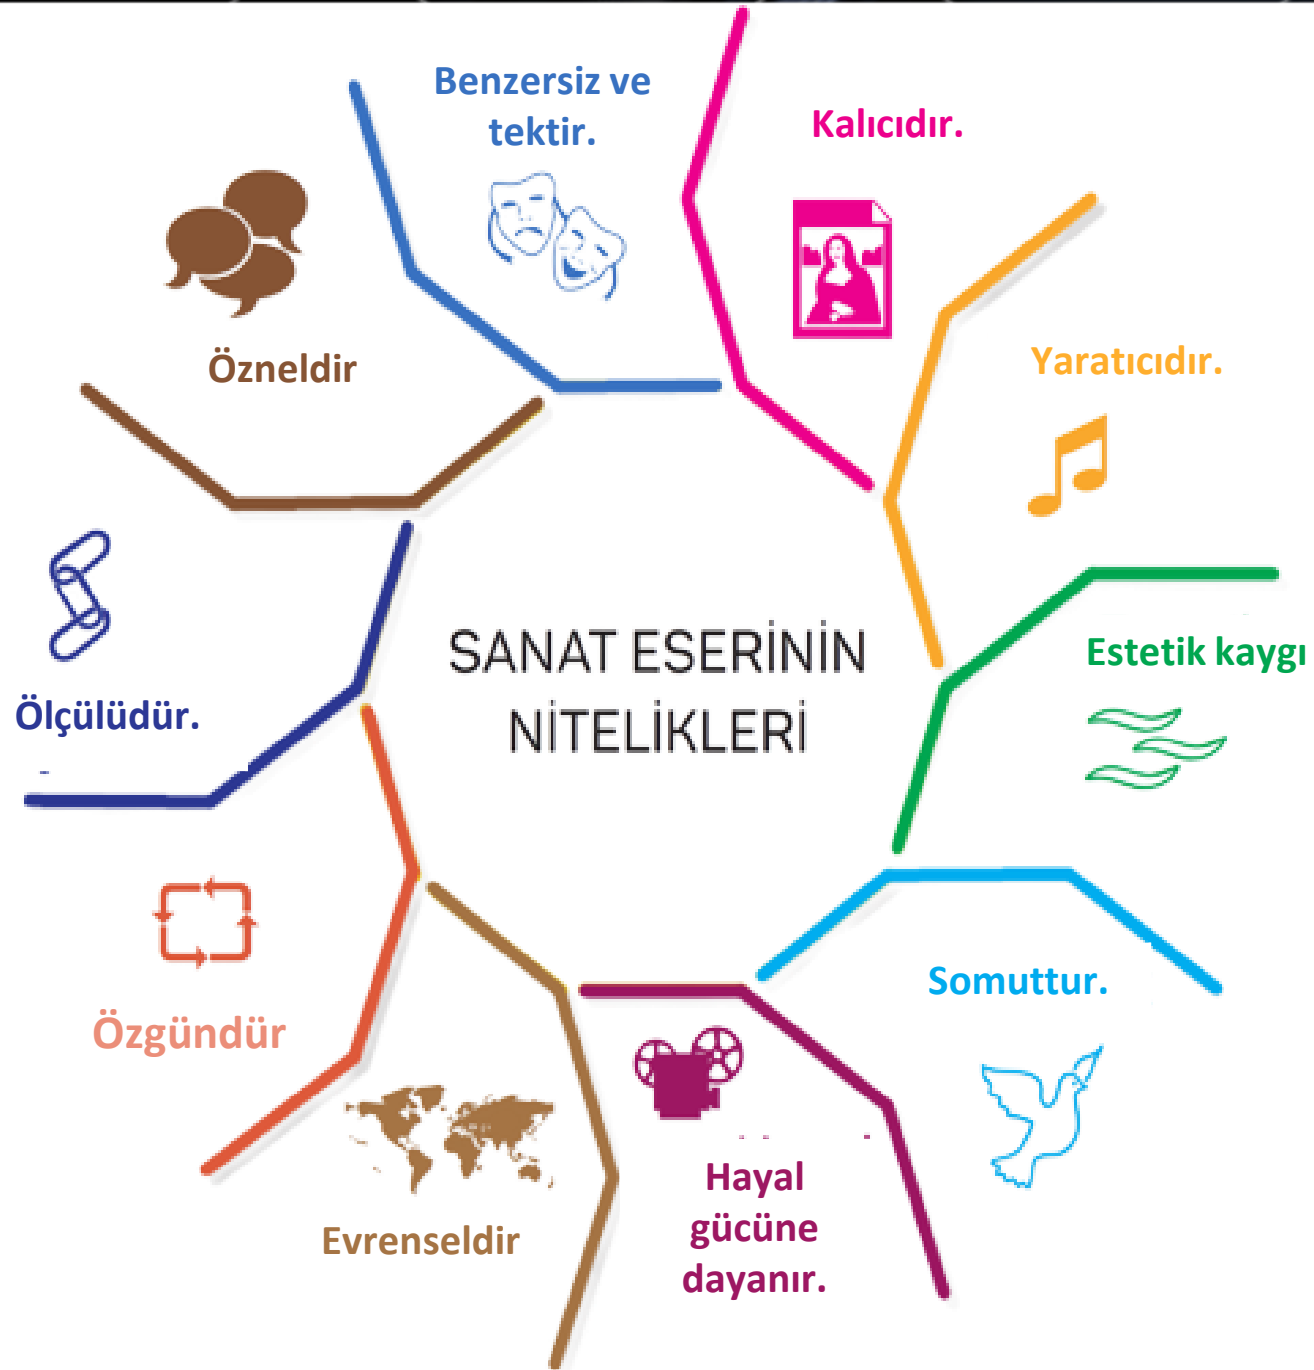 Benzersiz ve
tektir.
Kalıcıdır.
Yaratıcıdır.
Estetik kaygı
Somuttur.
Hayal
gücüne
dayanır.
Evrenseldir
Özgündür
Ölçülüdür.
Özneldir
SANAT ESERİNİN
NİTELİKLERİ